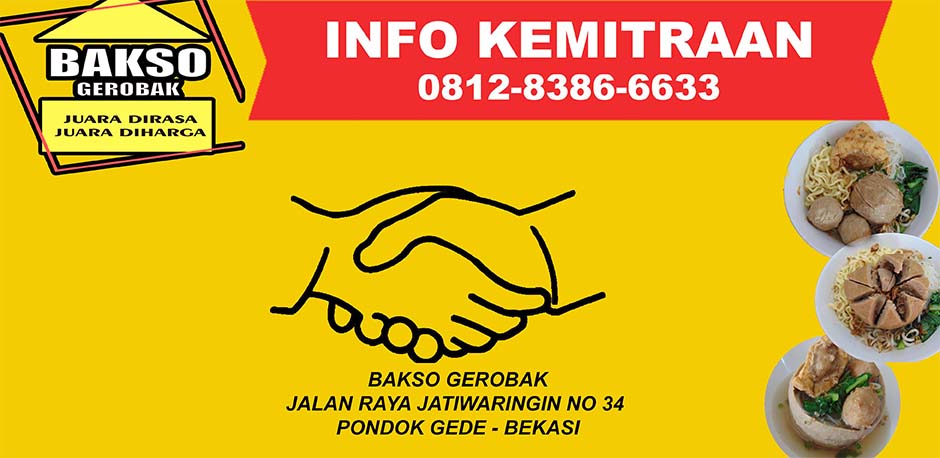 BAKSO
GEROBAK
JUARA DIRASA
JUARA DIHARGA
INFO KEMITRAAN
0812-8386-6633
BAKSO GEROBAK
JALAN RAYA JATIWARINGIN NO 34
PONDOK GEDE - BEKASI